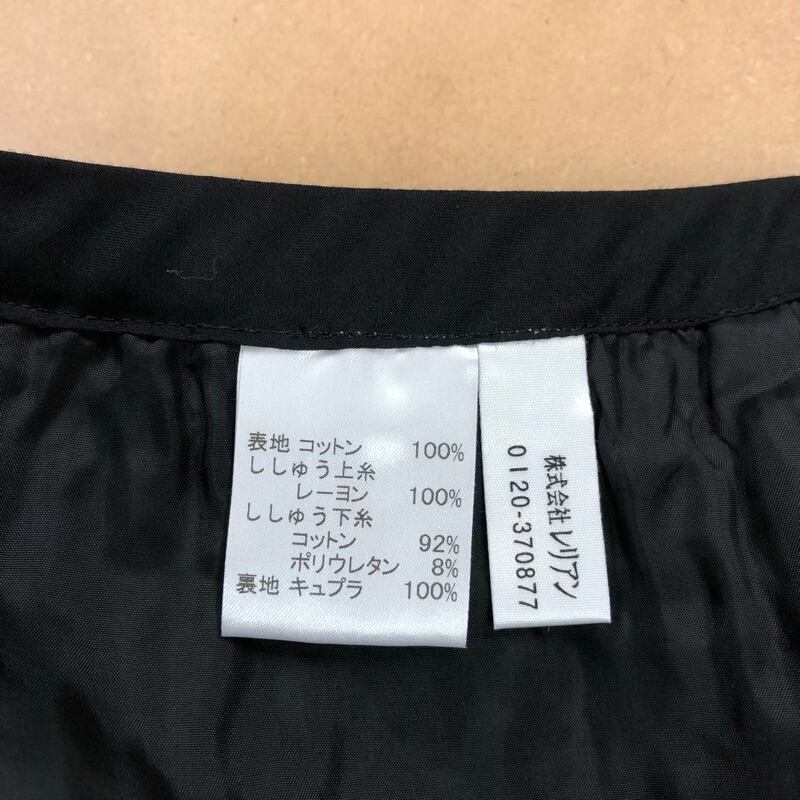 表地 コットン 100%
ししゅう上糸
レーヨン 100%
ししゅう下糸
コットン 92%
ポリウレタン 8%
裏地 キュプラ 100%
株式会社 レリアン
0120-370877